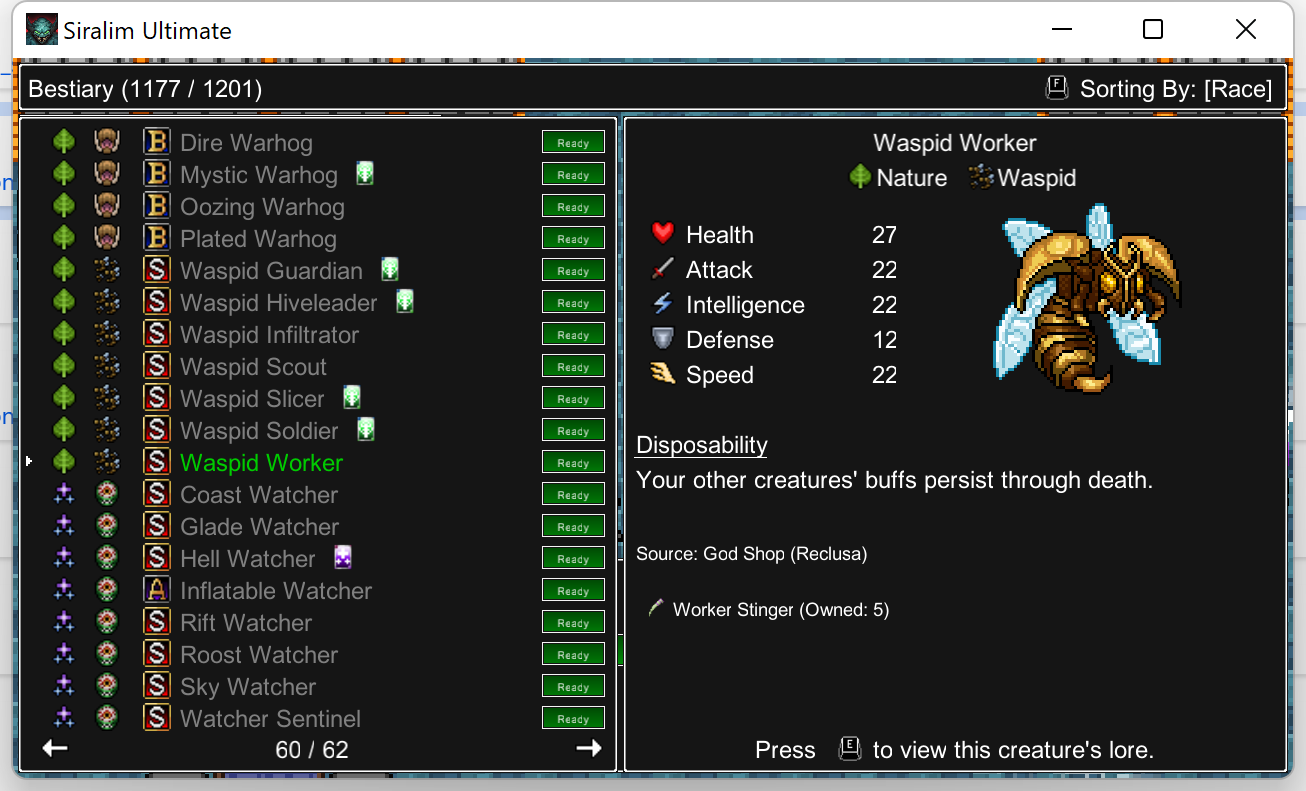 Siralim Ultimate
Bestiary (1177 / 1201)
F Sorting By: [Race]
B Dire Warhog Ready
B Mystic Warhog Ready
B Oozing Warhog Ready
B Plated Warhog Ready
S Waspid Guardian Ready
S Waspid Hiveleader Ready
S Waspid Infiltrator Ready
S Waspid Scout Ready
S Waspid Slicer Ready
S Waspid Soldier Ready
S Waspid Worker Ready
S Coast Watcher Ready
S Glade Watcher Ready
S Hell Watcher Ready
A Inflatable Watcher Ready
S Rift Watcher Ready
S Roost Watcher Ready
S Sky Watcher Ready
S Watcher Sentinel Ready
60 / 62
Waspid Worker
Nature Waspid
Health 27
Attack 22
Intelligence 22
Defense 12
Speed 22
Disposability
Your other creatures' buffs persist through death.
Source: God Shop (Reclusa)
Worker Stinger (Owned: 5)
Press E to view this creature's lore.